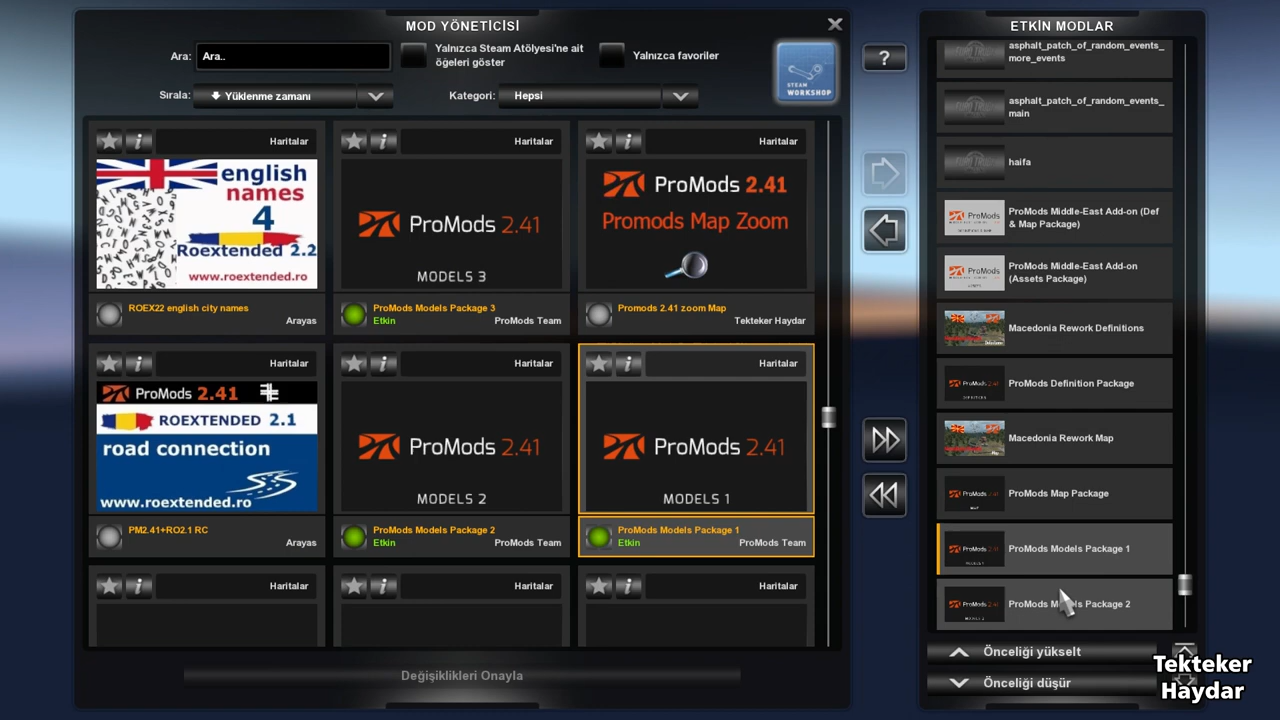 MOD YÖNETİCİSİ
Ara:
Ara..
Yalnızca Steam Atölyesi'ne ait
öğeleri göster
Yalnızca favoriler
STEAM
WORKSHOP
Sırala:
Yüklenme zamanı
Kategori:
Hepsi
Haritalar
english
names
4
Roextended 2.2
www.roextended.ro
ROEX22 english city names
Arayas
Haritalar
ProMods 2.41
MODELS 3
ProMods Models Package 3
Etkin
ProMods Team
Haritalar
ProMods 2.41
Promods Map Zoom
Promods 2.41 zoom Map
Tekteker Haydar
Haritalar
ProMods 2.41
ROEXTENDED 2.1
road connection
www.roextended.ro
PM2.41+RO2.1 RC
Arayas
Haritalar
ProMods 2.41
MODELS 2
ProMods Models Package 2
Etkin
ProMods Team
Haritalar
ProMods 2.41
MODELS 1
ProMods Models Package 1
Etkin
ProMods Team
Haritalar
Haritalar
Haritalar
Değişiklikleri Onayla
?
ETKİN MODLAR
asphalt_patch_of_random_events_
more_events
asphalt_patch_of_random_events_
main
haifa
ProMods Middle-East Add-on (Def
& Map Package)
ProMods Middle-East Add-on
(Assets Package)
Macedonia Rework Definitions
ProMods Definition Package
Macedonia Rework Map
ProMods Map Package
ProMods Models Package 1
ProMods Models Package 2
Önceliği yükselt
Önceliği düşür
Tekteker
Haydar